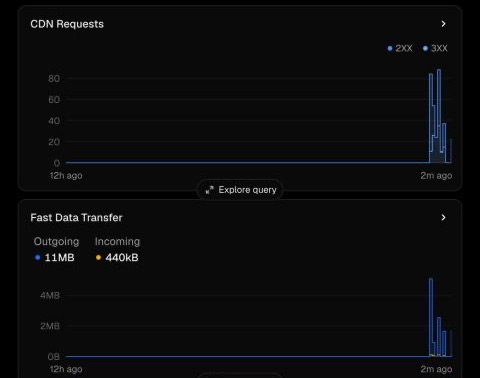 CDN Requests
2XX 3XX
80
60
40
20
0
12h ago 2m ago
Explore query
Fast Data Transfer
Outgoing Incoming
11MB 440kB
4MB
2MB
0B
12h ago 2m ago